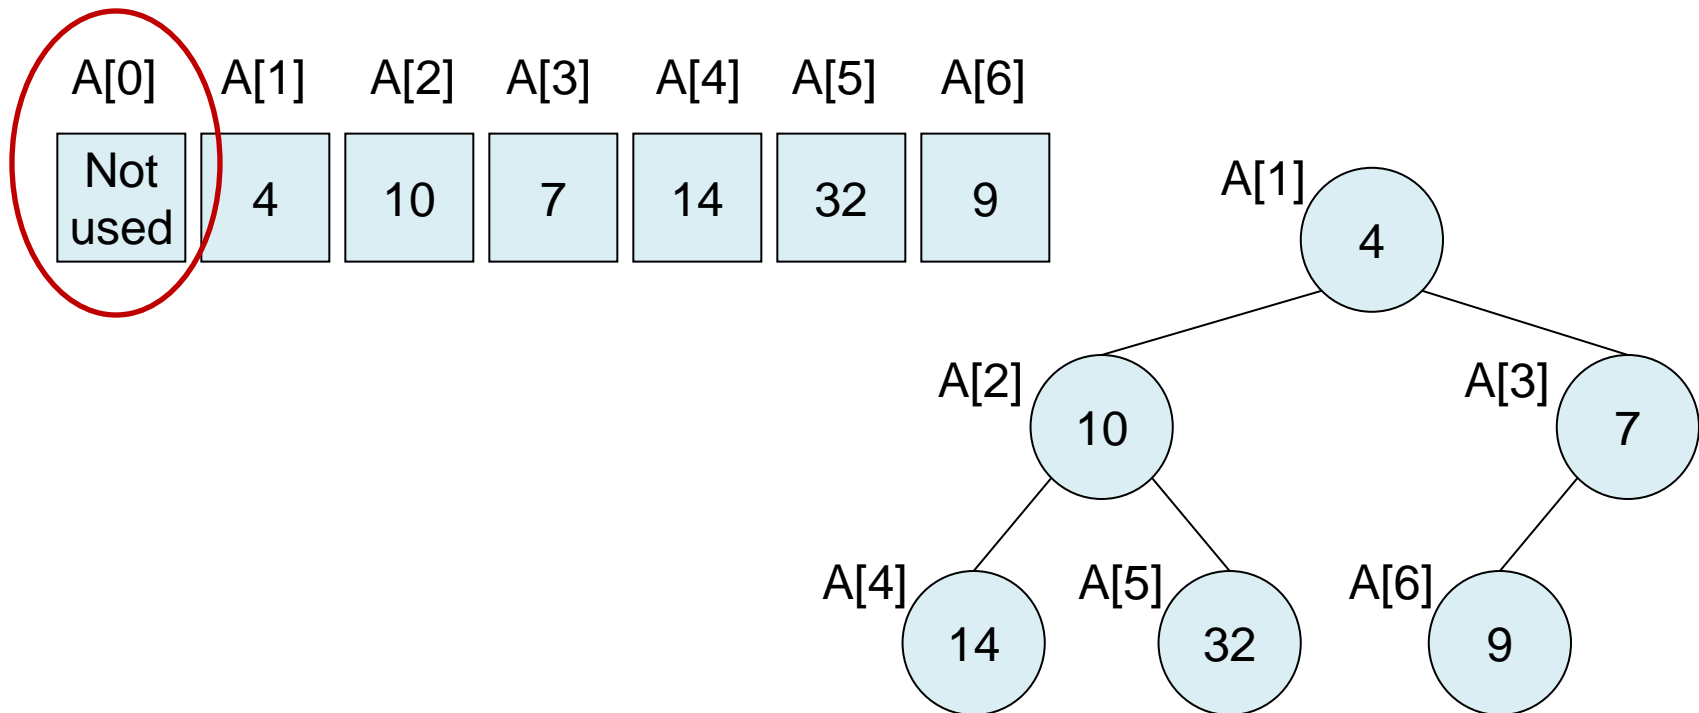 A[0] A[1] A[2] A[3] A[4] A[5] A[6]
Not
used
4 10 7 14 32 9
A[1]
4
A[2] A[3]
10 7
A[4] A[5] A[6]
14 32 9